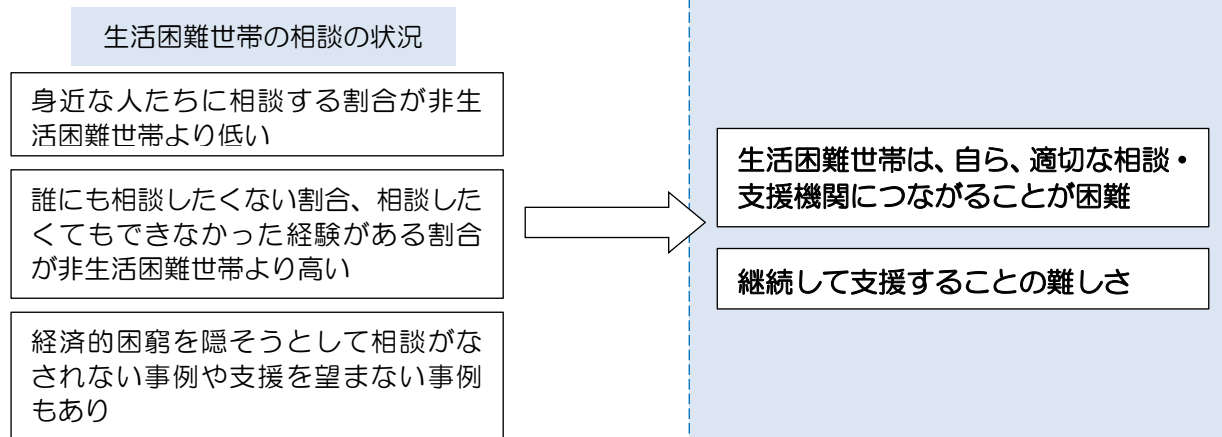 生活困難世帯の相談の状況
身近な人たちに相談する割合が非生
活困難世帯より低い
誰にも相談したくない割合、相談した
くてもできなかった経験がある割合
が非生活困難世帯より高い
経済的困窮を隠そうとして相談がな
されない事例や支援を望まない事例
もあり
生活困難世帯は、自ら、適切な相談・
支援機関につながることが困難
継続して支援することの難しさ